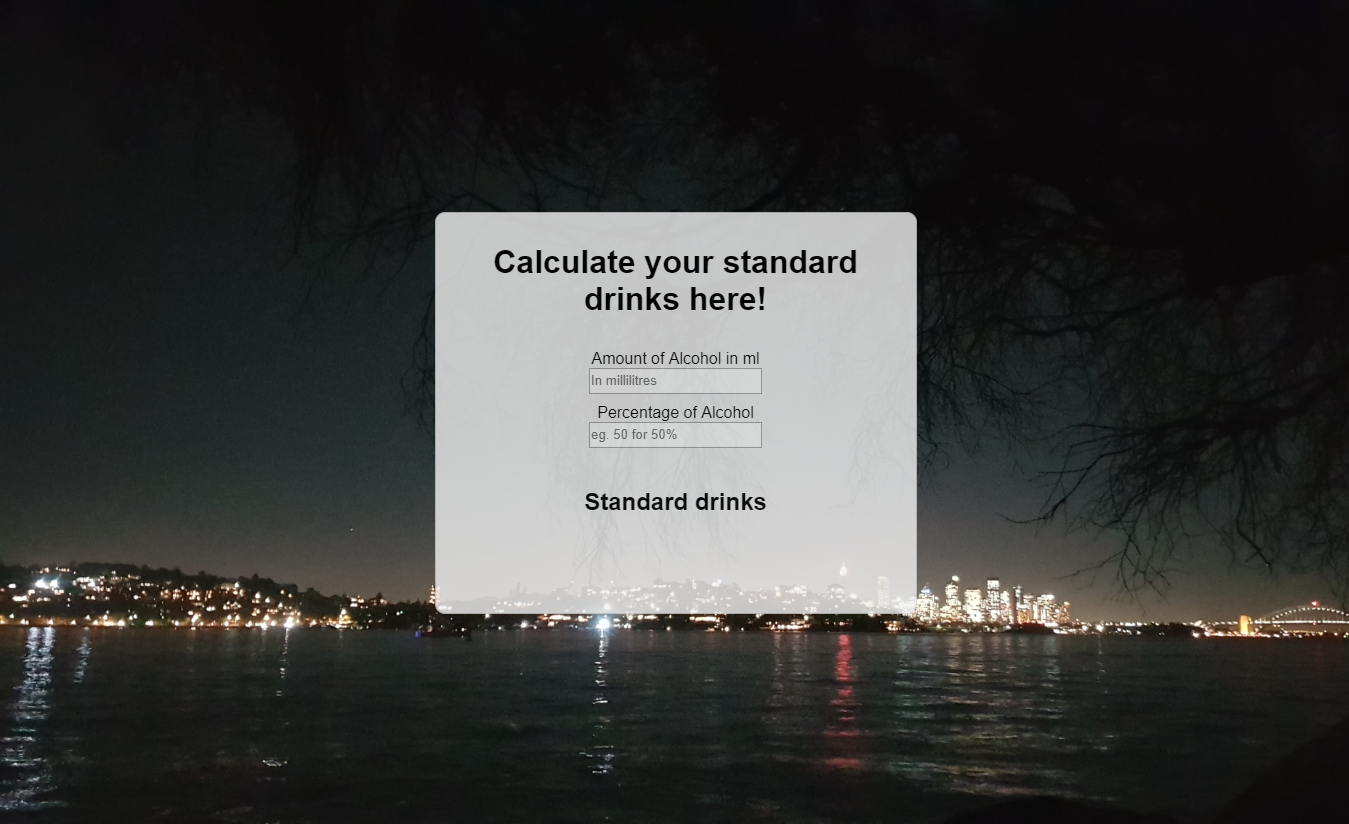 Calculate your standard
drinks here!
Amount of Alcohol in ml
In millilitres
Percentage of Alcohol
eg. 50 for 50%
Standard drinks